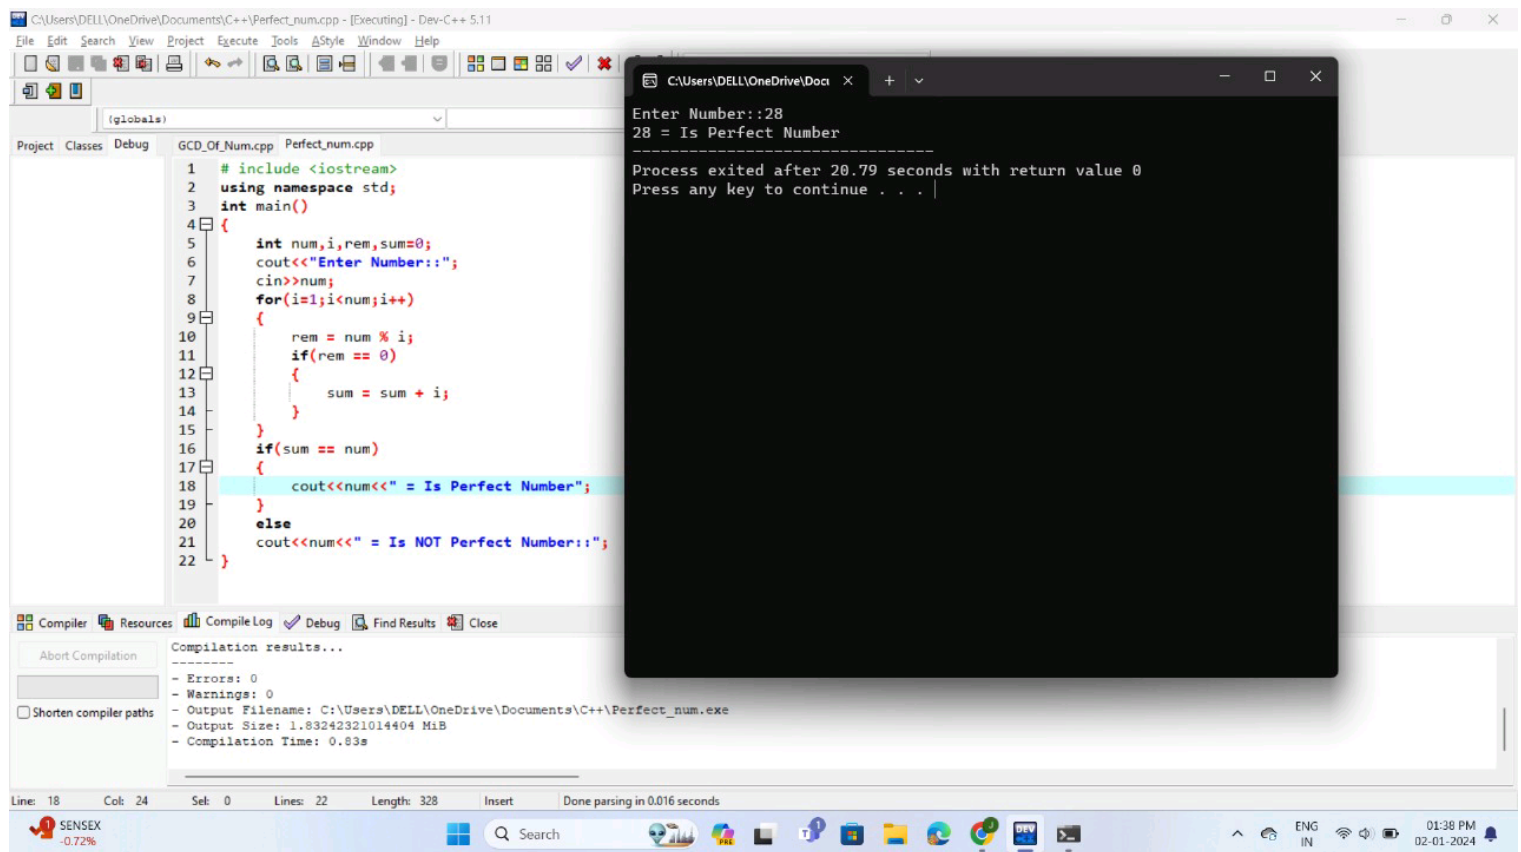 C:\Users\DELL\OneDrive\Documents\C++\Perfect_num.cpp - [Executing] - Dev-C++ 5.11
File Edit Search View Project Execute Tools AStyle Window Help
(globals)
Project Classes Debug
GCD_Of_Num.cpp Perfect_num.cpp
1 # include <iostream>
2 using namespace std;
3 int main()
4 {
5 int num,i,rem,sum=0;
6 cout<<"Enter Number::";
7 cin>>num;
8 for(i=1;i<num;i++)
9 {
10 rem = num % i;
11 if(rem == 0)
12 {
13 sum = sum + i;
14 }
15 }
16 if(sum == num)
17 {
18 cout<<num<<" = Is Perfect Number";
19 }
20 else
21 cout<<num<<" = Is NOT Perfect Number::";
22 }
C:\Users\DELL\OneDrive\Docu
Enter Number::28
28 = Is Perfect Number
--------------------------------
Process exited after 20.79 seconds with return value 0
Press any key to continue . . .
Compiler Resources Compile Log Debug Find Results Close
Abort Compilation
Shorten compiler paths
Compilation results...
--------
- Errors: 0
- Warnings: 0
- Output Filename: C:\Users\DELL\OneDrive\Documents\C++\Perfect_num.exe
- Output Size: 1.83242321014404 MiB
- Compilation Time: 0.83s
Line: 18 Col: 24 Sel: 0 Lines: 22 Length: 328 Insert Done parsing in 0.016 seconds
1 SENSEX
-0.72%
Search
PRE
1
DEV
ENG
IN
01:38 PM
02-01-2024